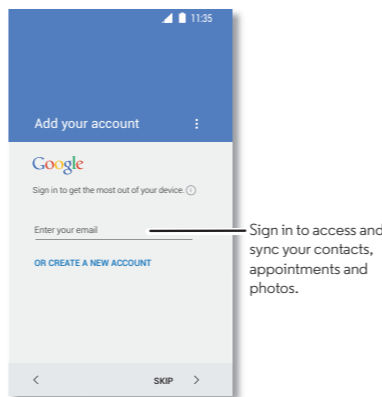 11:35
Add your account
Google
Sign in to get the most out of your device.
Enter your email
OR CREATE A NEW ACCOUNT
SKIP
Sign in to access and
sync your contacts,
appointments and
photos.